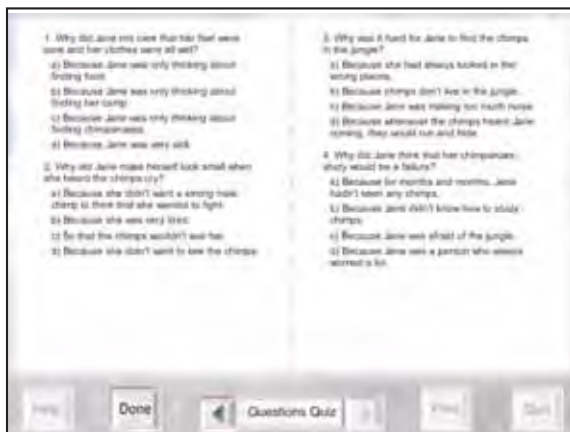 1. Why did Jane not care that her feet were
sore and her clothes were all wet?
a) Because Jane was only thinking about
finding food.
b) Because Jane was only thinking about
finding her camp.
c) Because Jane was only thinking about
finding chimpanzees.
d) Because Jane was very sick.
2. Why did Jane make herself look small when
she heard the chimps cry?
a) Because she didn't want a strong male
chimp to think that she wanted to fight.
b) Because she was very tired.
c) So that the chimps wouldn't see her.
d) Because she didn't want to see the chimps.
3. Why was it hard for Jane to find the chimps
in the jungle?
a) Because she had always looked in the
wrong places.
b) Because chimps don't live in the jungle.
c) Because Jane was making too much noise.
d) Because whenever the chimps heard Jane
coming, they would run and hide.
4. Why did Jane think that her chimpanzee
study would be a failure?
a) Because for months and months, Jane
hadn't seen any chimps.
b) Because Jane didn't know how to study
chimps.
c) Because Jane was afraid of the jungle.
d) Because Jane was a person who always
worried a lot.
Help
Done
Questions Quiz
Print
Quit